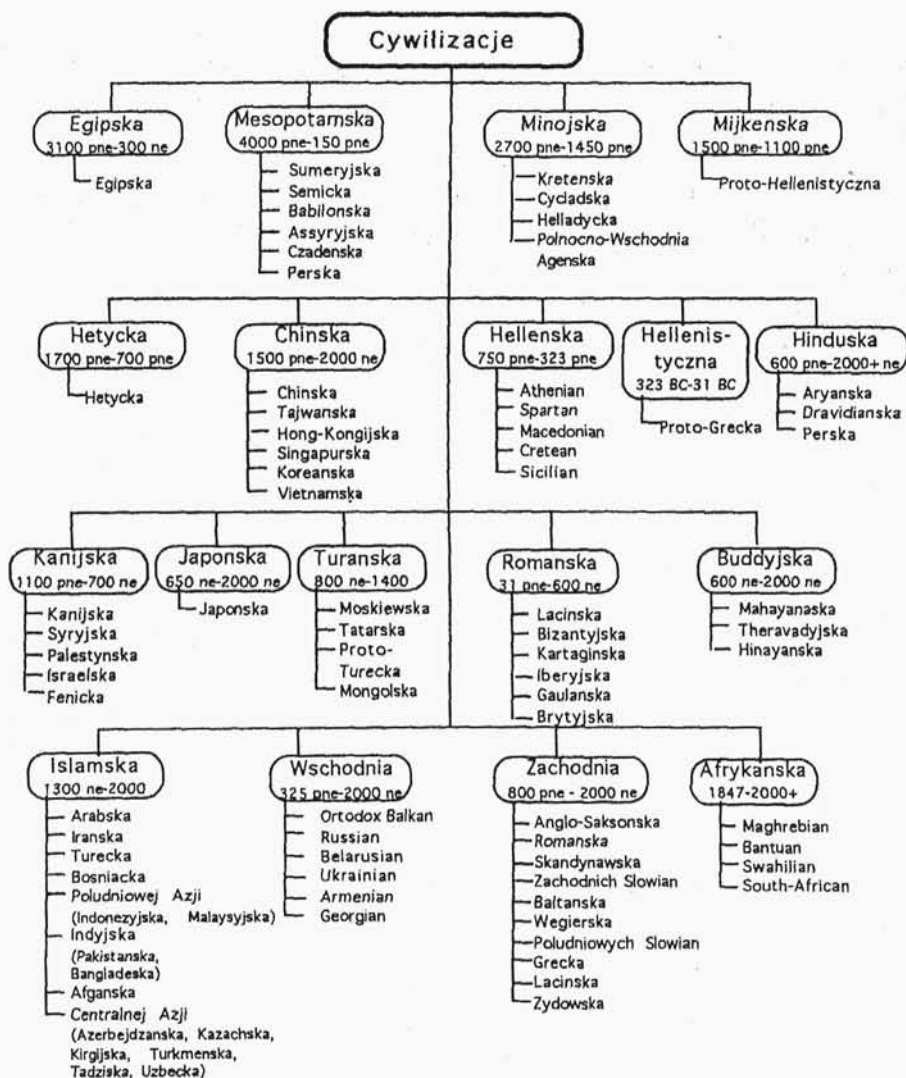 Cywilizacje
Egipska
3100 pne-300 ne
Egipska
Mesopotamska
4000 pne-150 pne
Sumeryjska
Semicka
Babilonska
Assyryjska
Czadenska
Perska
Minojska
2700 pne-1450 pne
Kretenska
Cycladska
Helladycka
Polnocno-Wschodnia
Agenska
Mijkenska
1500 pne-1100 pne
Proto-Hellenistyczna
Hetycka
1700 pne-700 pne
Hetycka
Chinska
1500 pne-2000 ne
Chinska
Tajwanska
Hong-Kongijska
Singapurska
Koreanska
Vietnamska
Hellenska
750 pne-323 pne
Athenian
Spartan
Macedonian
Cretean
Sicilian
Hellenis-
tyczna
323 BC-31 BC
Proto-Grecka
Hinduska
600 pne-2000+ ne
Aryanska
Dravidianska
Perska
Kanijska
1100 pne-700 ne
Kanijska
Syryjska
Palestynska
Israelska
Fenicka
Japonska
650 ne-2000 ne
Japonska
Turanska
800 ne-1400
Moskiewska
Tatarska
Proto-
Turecka
Mongolska
Romanska
31 pne-600 ne
Lacinska
Bizantyjska
Kartaginska
Iberyjska
Gaulanska
Brytyjska
Buddyjska
600 ne-2000 ne
Mahayanaska
Theravadyjska
Hinayanska
Islamska
1300 ne-2000
Arabska
Iranska
Turecka
Bosniacka
Poludniowej Azji
(Indonezyjska, Malaysyjska)
Indyjska
(Pakistanska,
Bangladeska)
Afganska
Centralnej Azji
(Azerbejdzanska, Kazachska,
Kirgijska, Turkmenska,
Tadziska, Uzbecka)
Wschodnia
325 pne-2000 ne
Ortodox Balkan
Russian
Belarusian
Ukrainian
Armenian
Georgian
Zachodnia
800 pne - 2000 ne
Anglo-Saksonska
Romanska
Skandynawska
Zachodnich Slowian
Baltanska
Wegierska
Poludniowych Slowian
Grecka
Lacinska
Zydowska
Afrykanska
1847-2000+
Maghrebian
Bantuan
Swahilian
South-African